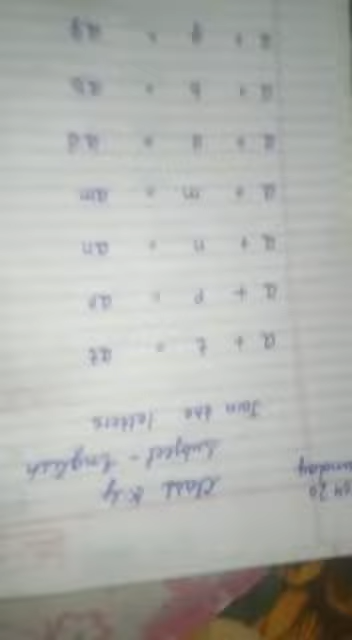 Class K.G
Subject - English
Join the letters
a + t = at
a + p = ap
a + n = an
a + m = am
a + d = ad
a + b = ab
a + g = ag